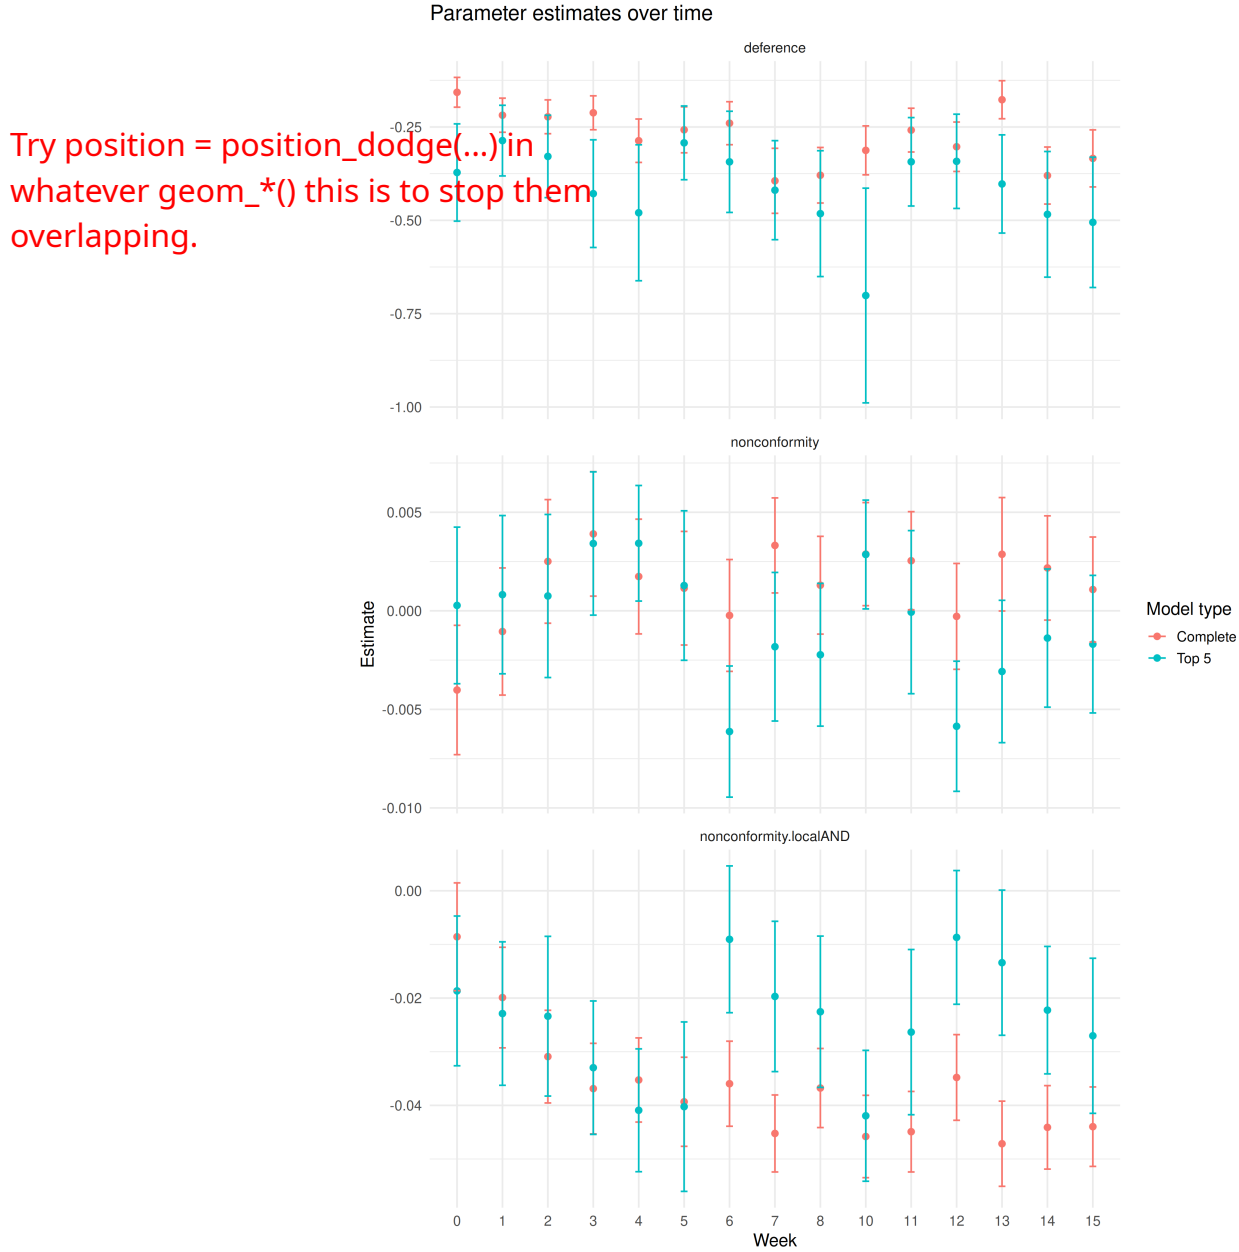 Parameter estimates over time
deference
Try position = position_dodge(...) in
whatever geom_*() this is to stop them
overlapping.
-0.25
-0.50
-0.75
-1.00
nonconformity
0.005
0.000
-0.005
-0.010
Estimate
Model type
Complete
Top 5
nonconformity.localAND
0.00
-0.02
-0.04
0 1 2 3 4 5 6 7 8 10 11 12 13 14 15
Week